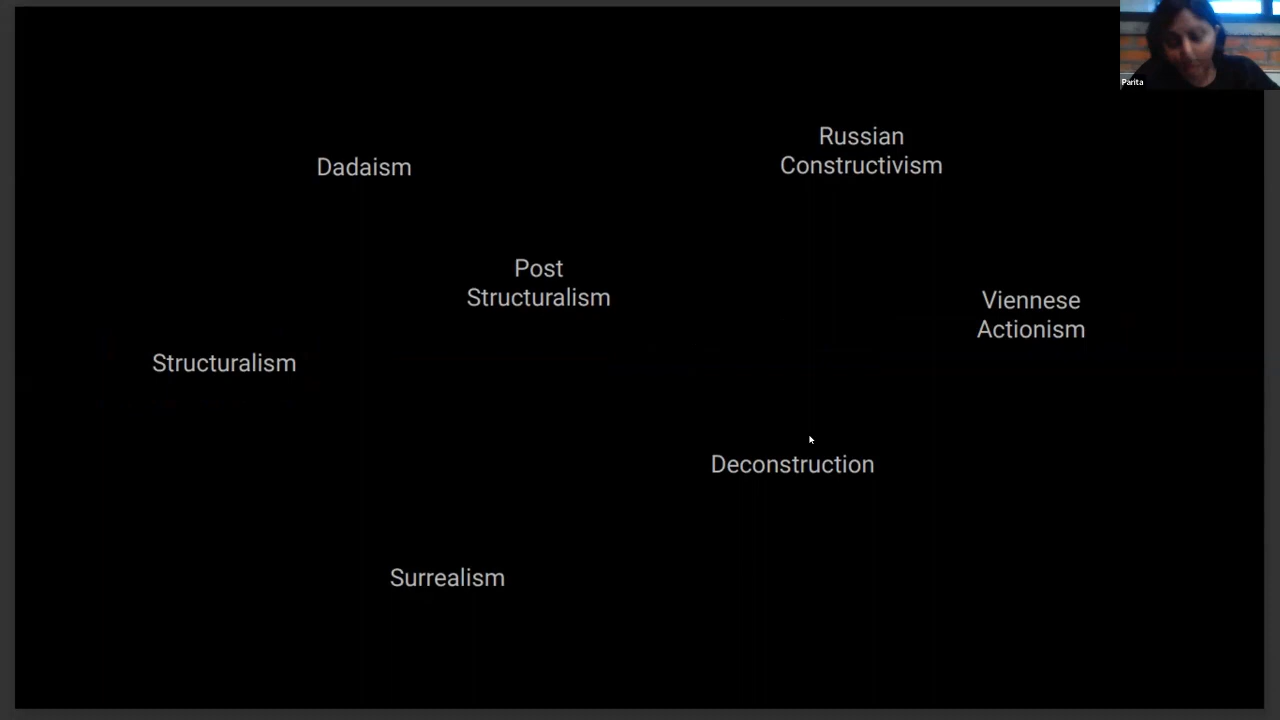 Parita
Dadaism
Russian
Constructivism
Post
Structuralism
Viennese
Actionism
Structuralism
Deconstruction
Surrealism